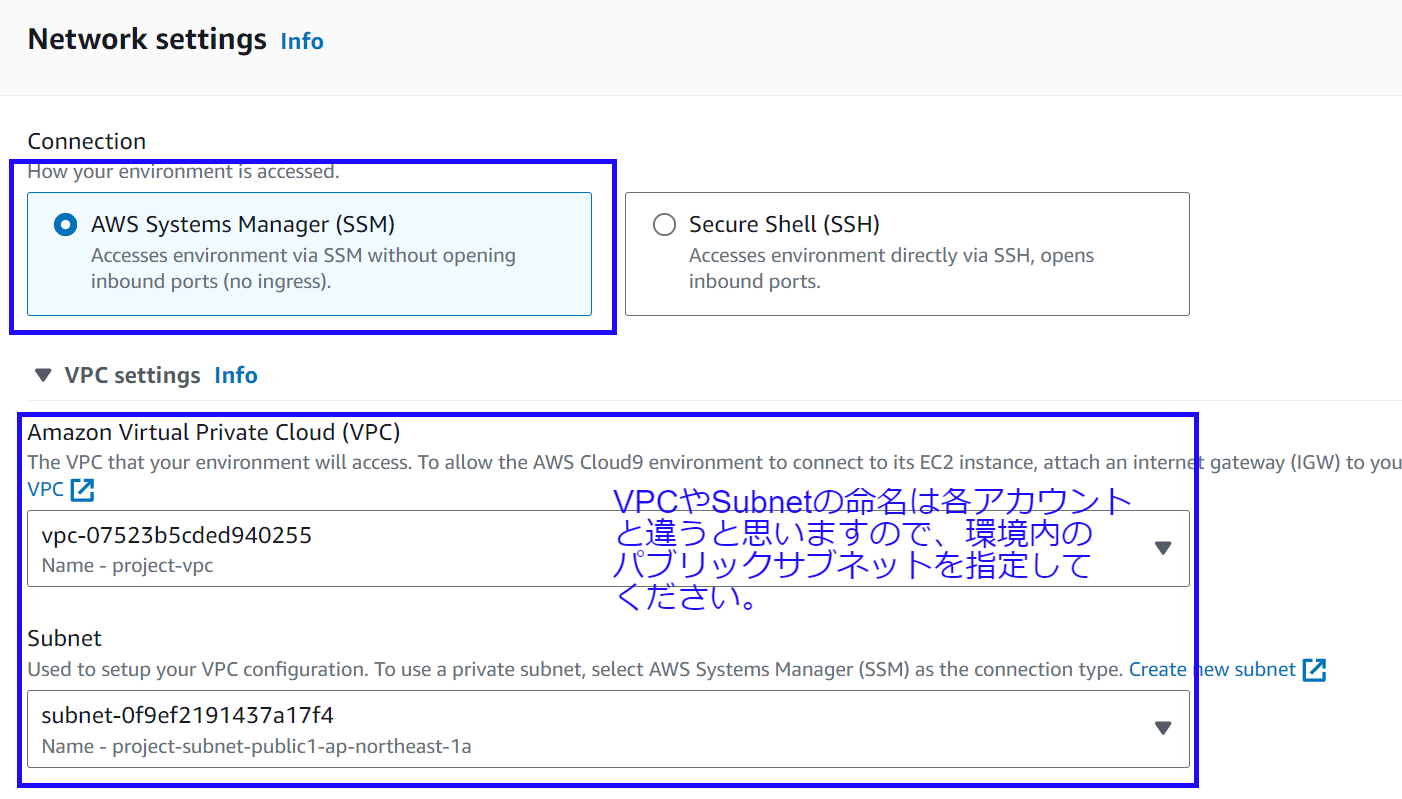 Network settings Info
Connection
How your environment is accessed.
AWS Systems Manager (SSM)
Accesses environment via SSM without opening
inbound ports (no ingress).
Secure Shell (SSH)
Accesses environment directly via SSH, opens
inbound ports.
VPC settings Info
Amazon Virtual Private Cloud (VPC)
The VPC that your environment will access. To allow the AWS Cloud9 environment to connect to its EC2 instance, attach an internet gateway (IGW) to you
VPC
vpc-07523b5cded940255
Name - project-vpc
VPCやSubnetの命名は各アカウント
と違うと思いますので、環境内の
パブリックサブネットを指定して
ください。
Subnet
Used to setup your VPC configuration. To use a private subnet, select AWS Systems Manager (SSM) as the connection type. Create new subnet
subnet-0f9ef2191437a17f4
Name - project-subnet-public1-ap-northeast-1a